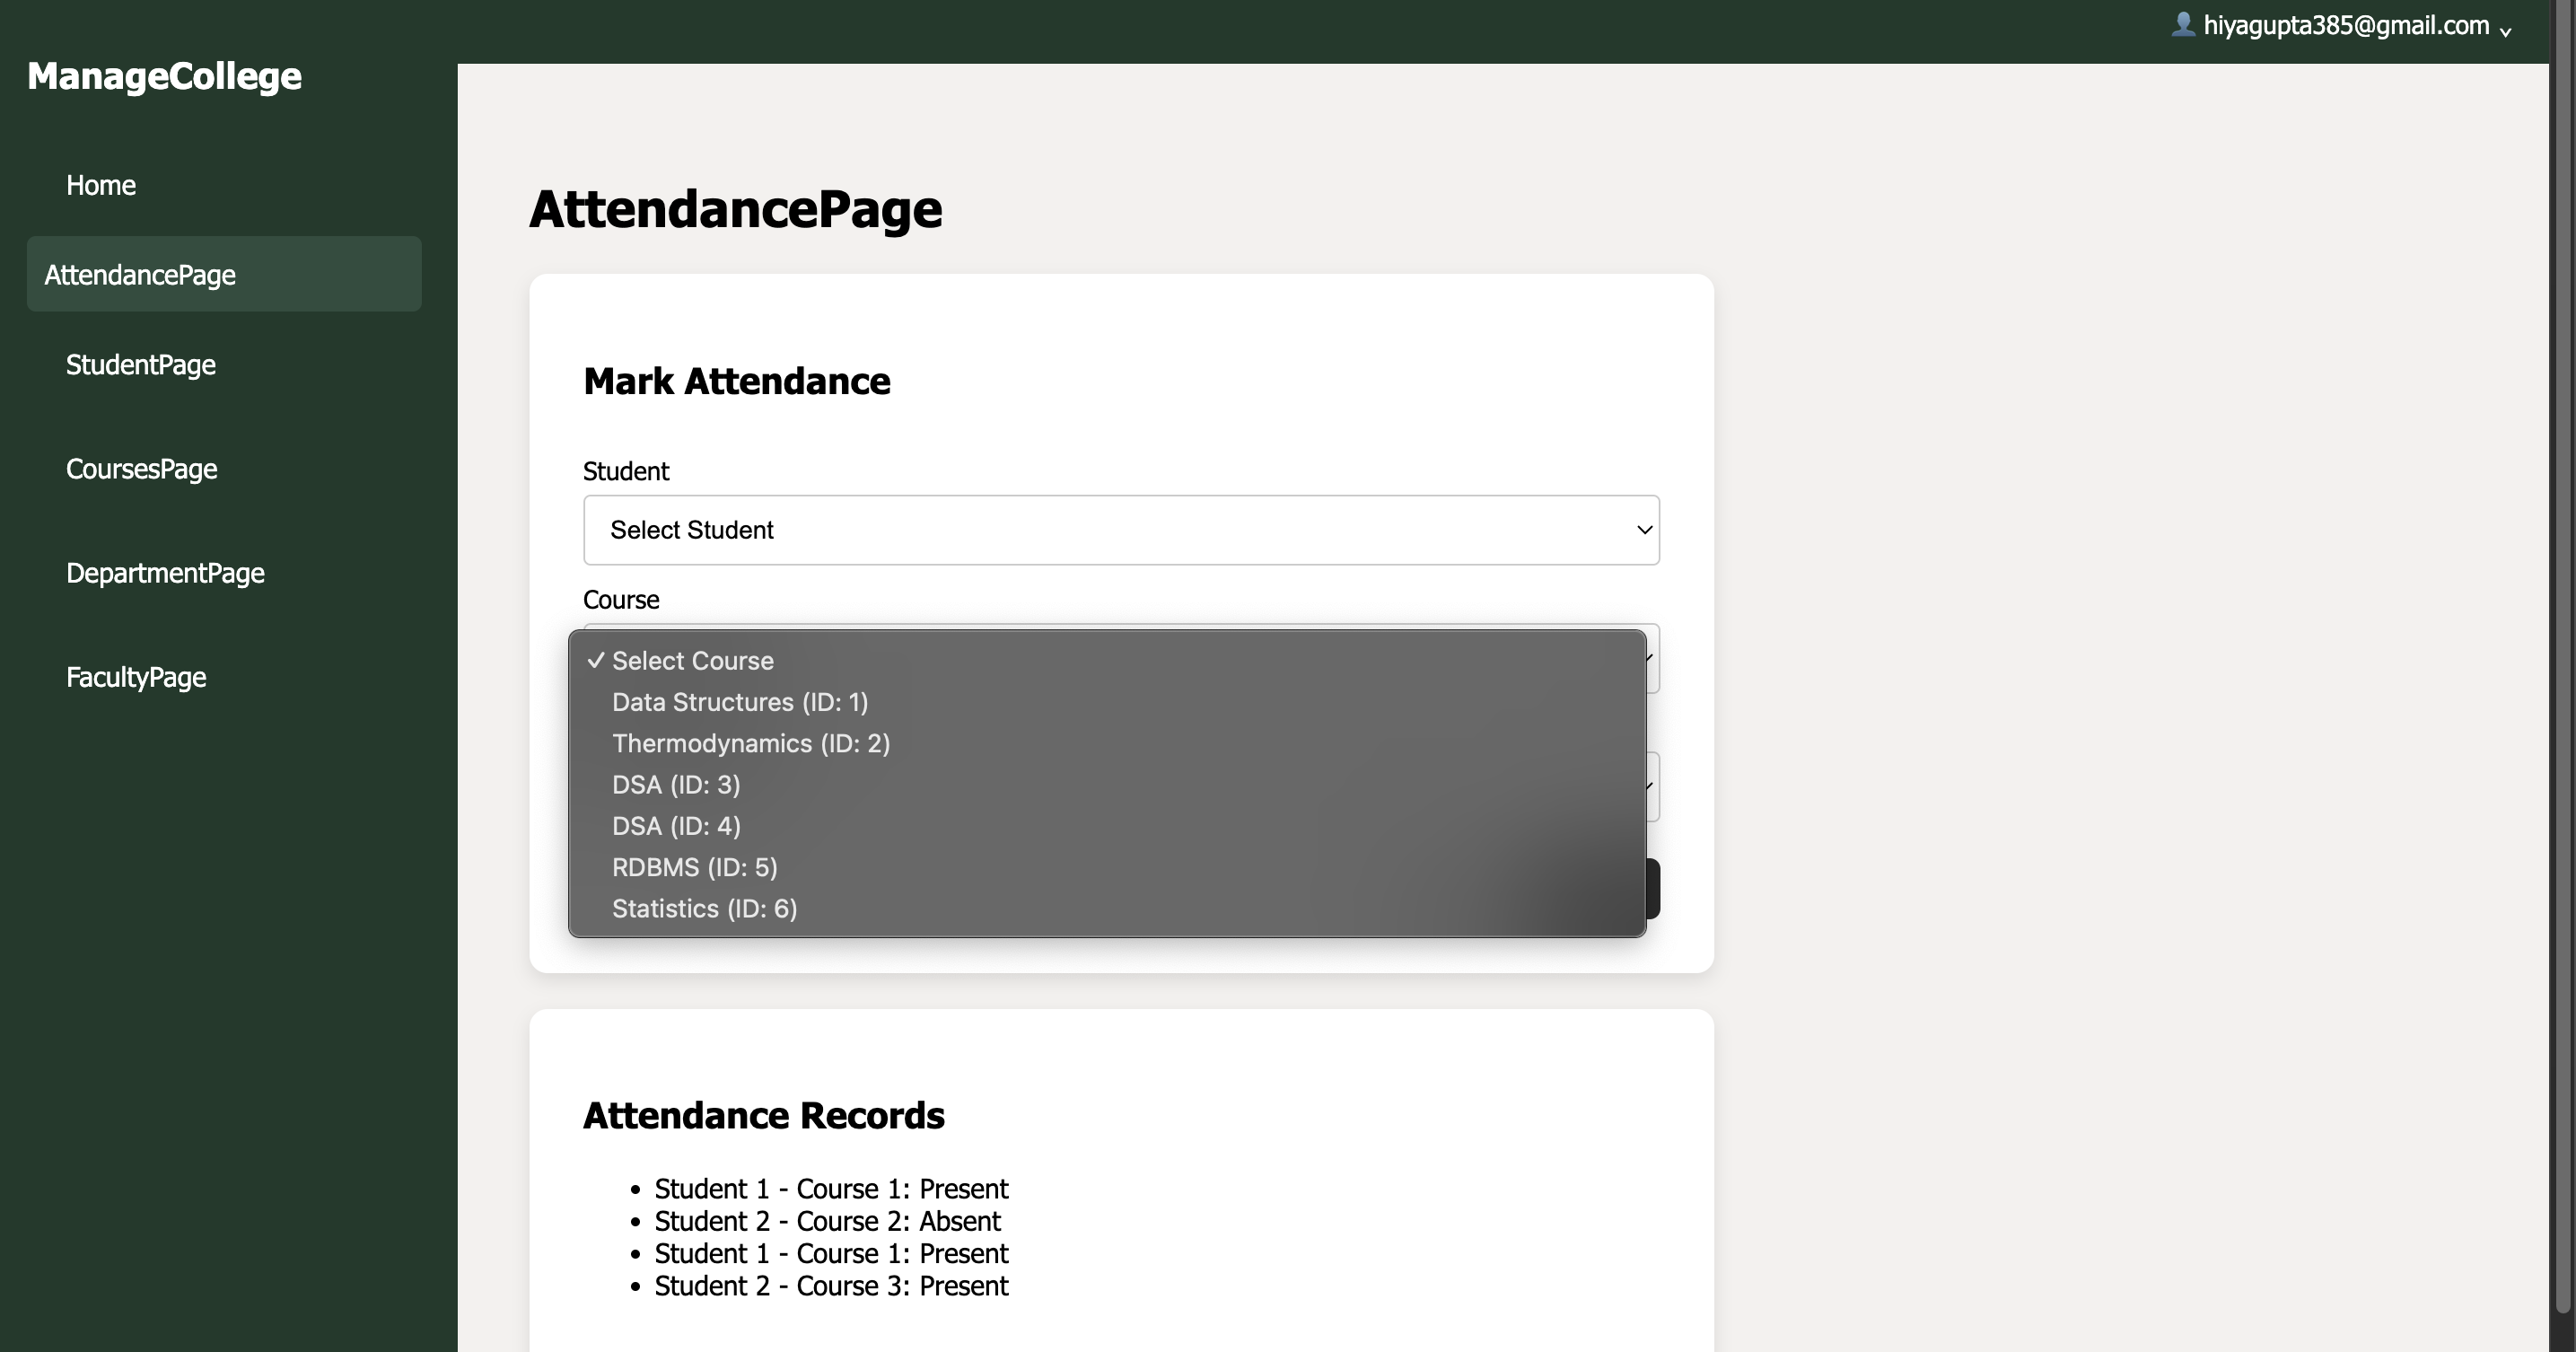 hiyagupta385@gmail.com
ManageCollege
Home
AttendancePage
StudentPage
CoursesPage
DepartmentPage
FacultyPage
AttendancePage
Mark Attendance
Student
Select Student
Course
✓ Select Course
Data Structures (ID: 1)
Thermodynamics (ID: 2)
DSA (ID: 3)
DSA (ID: 4)
RDBMS (ID: 5)
Statistics (ID: 6)
Attendance Records
• Student 1 - Course 1: Present
• Student 2 - Course 2: Absent
• Student 1 - Course 1: Present
• Student 2 - Course 3: Present